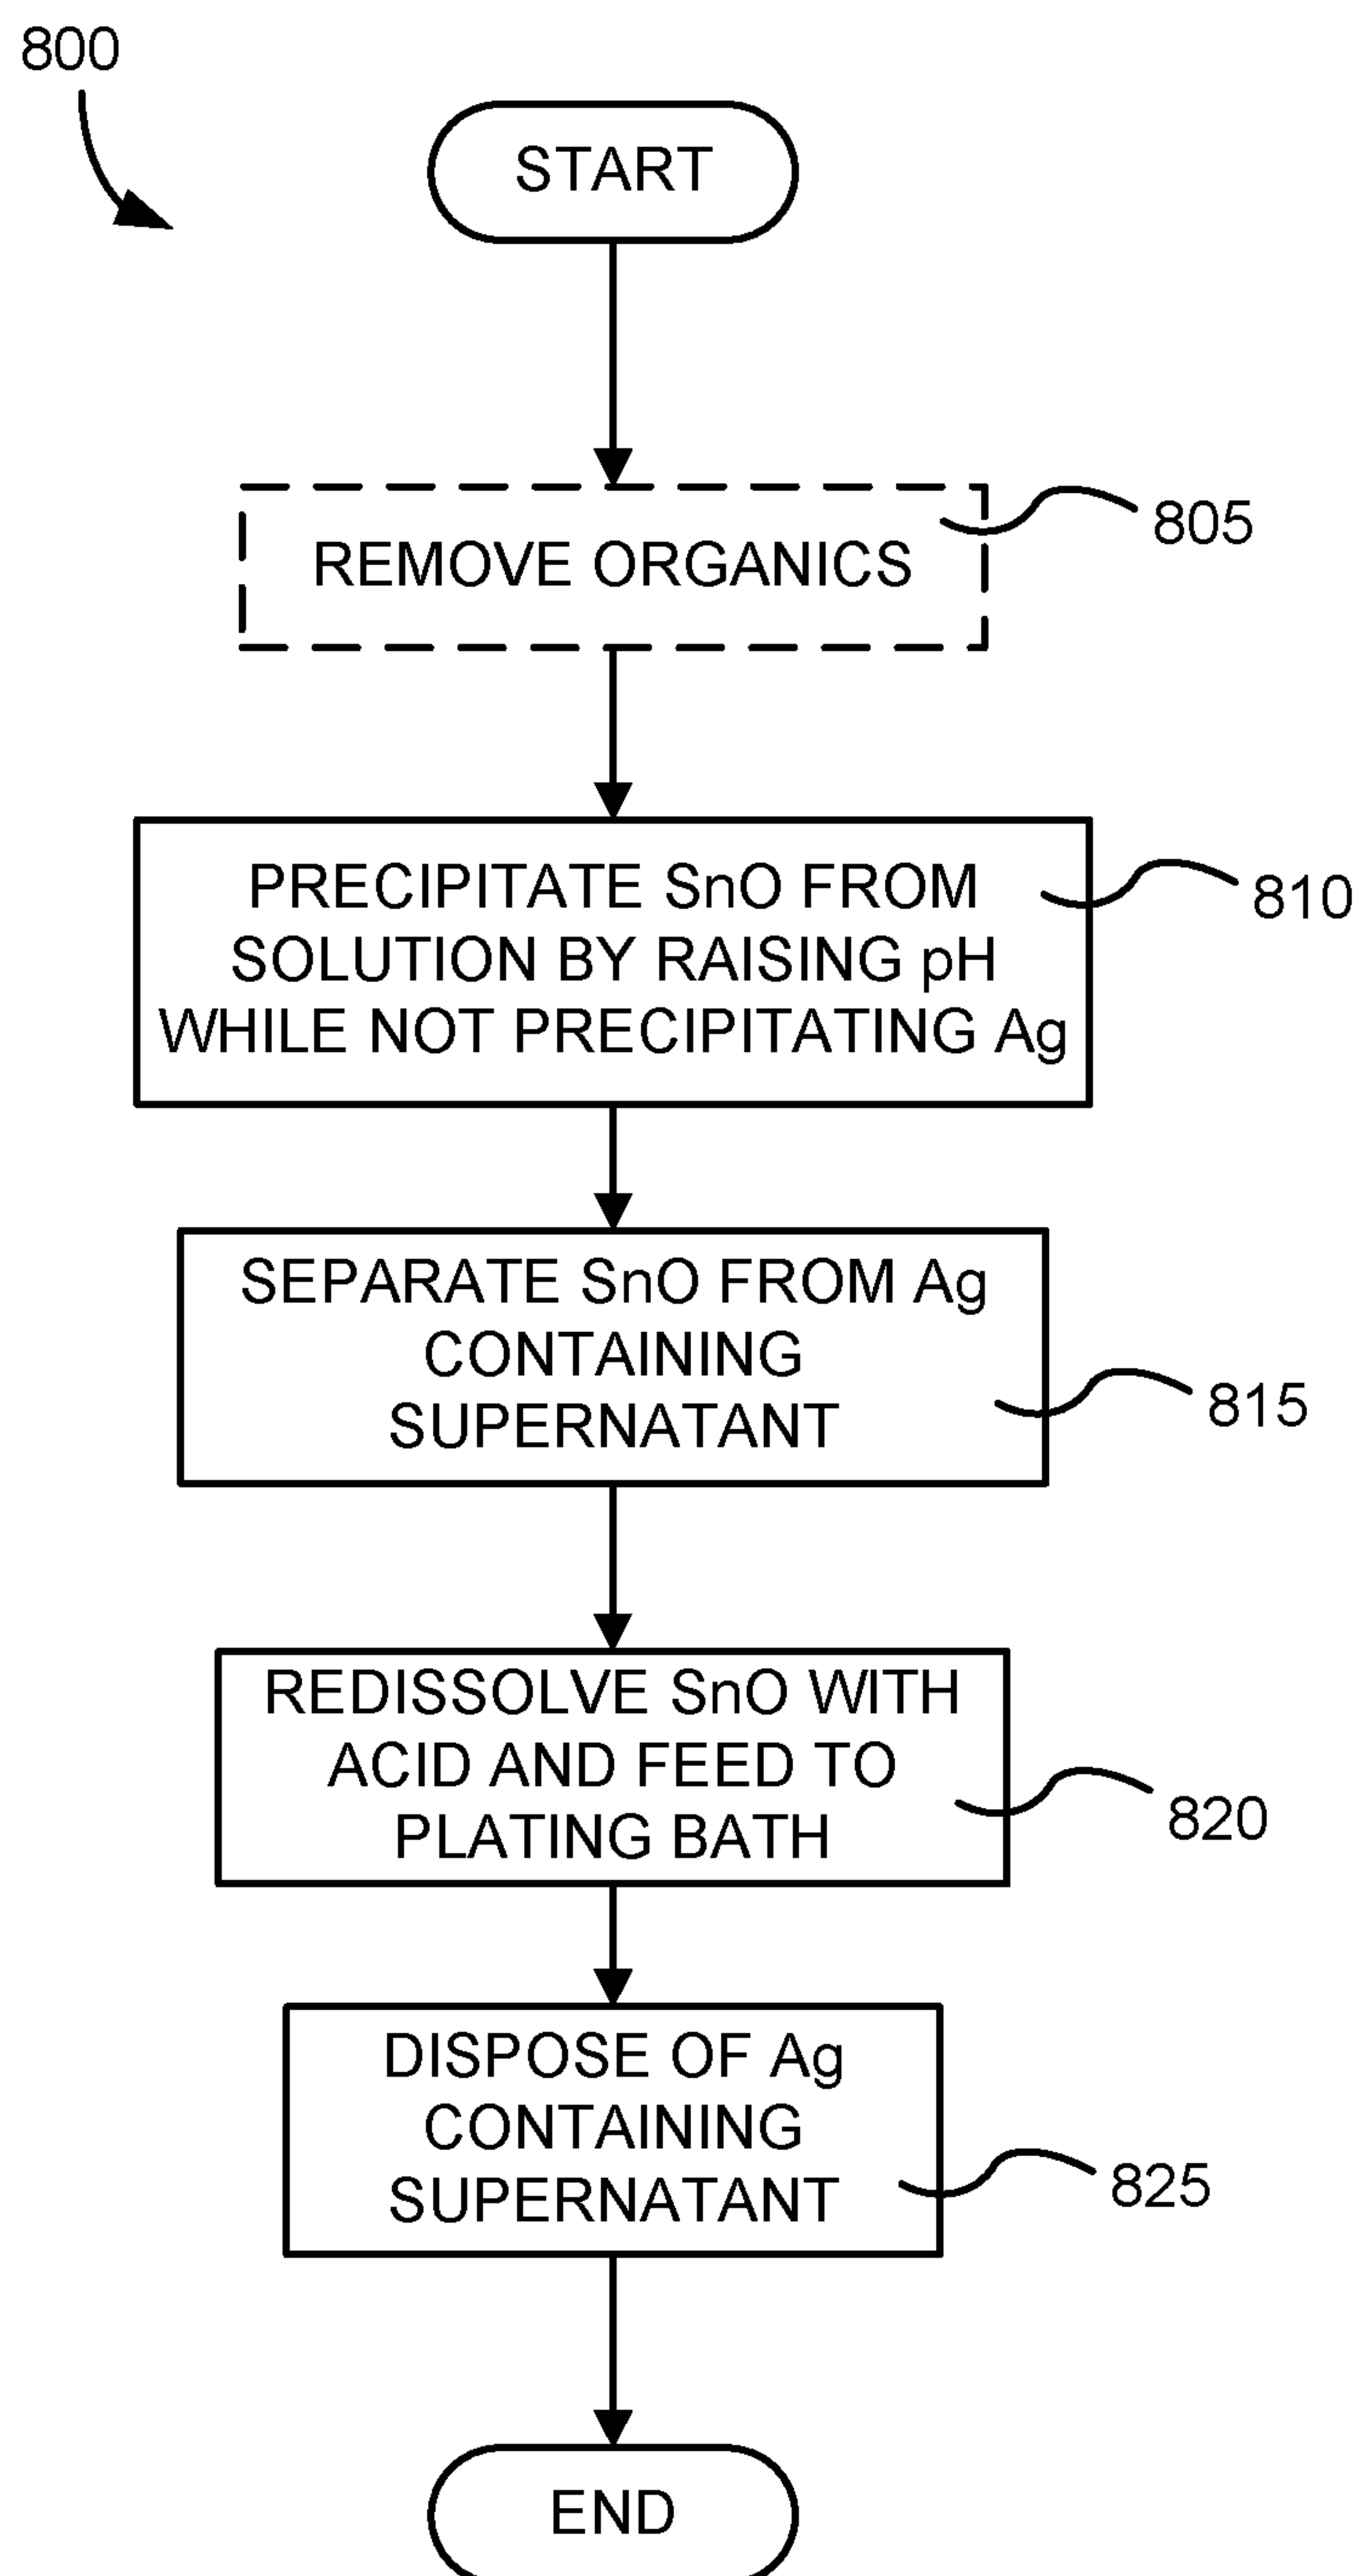 800
START
REMOVE ORGANICS
805
PRECIPITATE SnO FROM
SOLUTION BY RAISING pH
WHILE NOT PRECIPITATING Ag
810
SEPARATE SnO FROM Ag
CONTAINING
SUPERNATANT
815
REDISSOLVE SnO WITH
ACID AND FEED TO
PLATING BATH
820
DISPOSE OF Ag
CONTAINING
SUPERNATANT
825
END